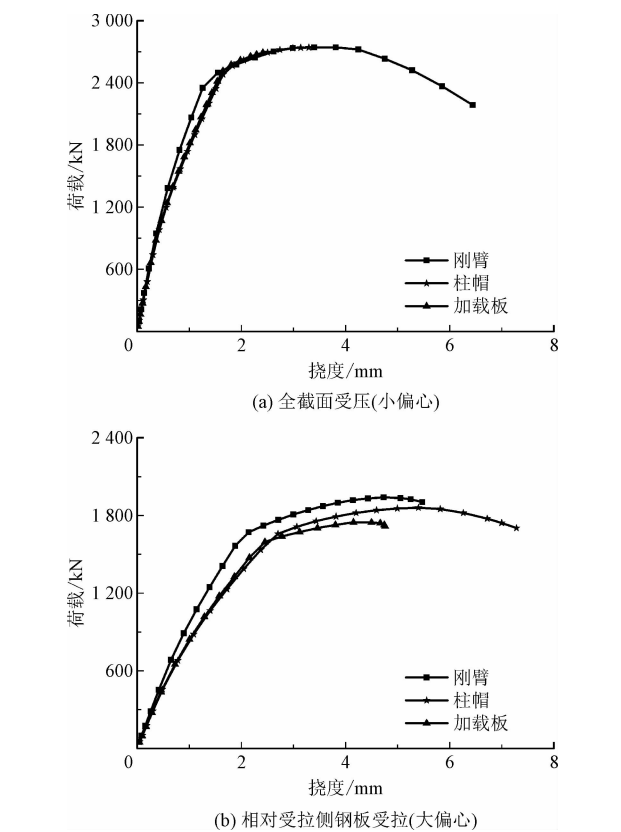 3 000
2 400
1 800
1 200
600
荷载/kN
刚臂
柱帽
加载板
0 2 4 6 8
挠度/mm
(a) 全截面受压(小偏心)
2 400
1 800
1 200
600
荷载/kN
刚臂
柱帽
加载板
0 2 4 6 8
挠度/mm
(b) 相对受拉侧钢板受拉(大偏心)